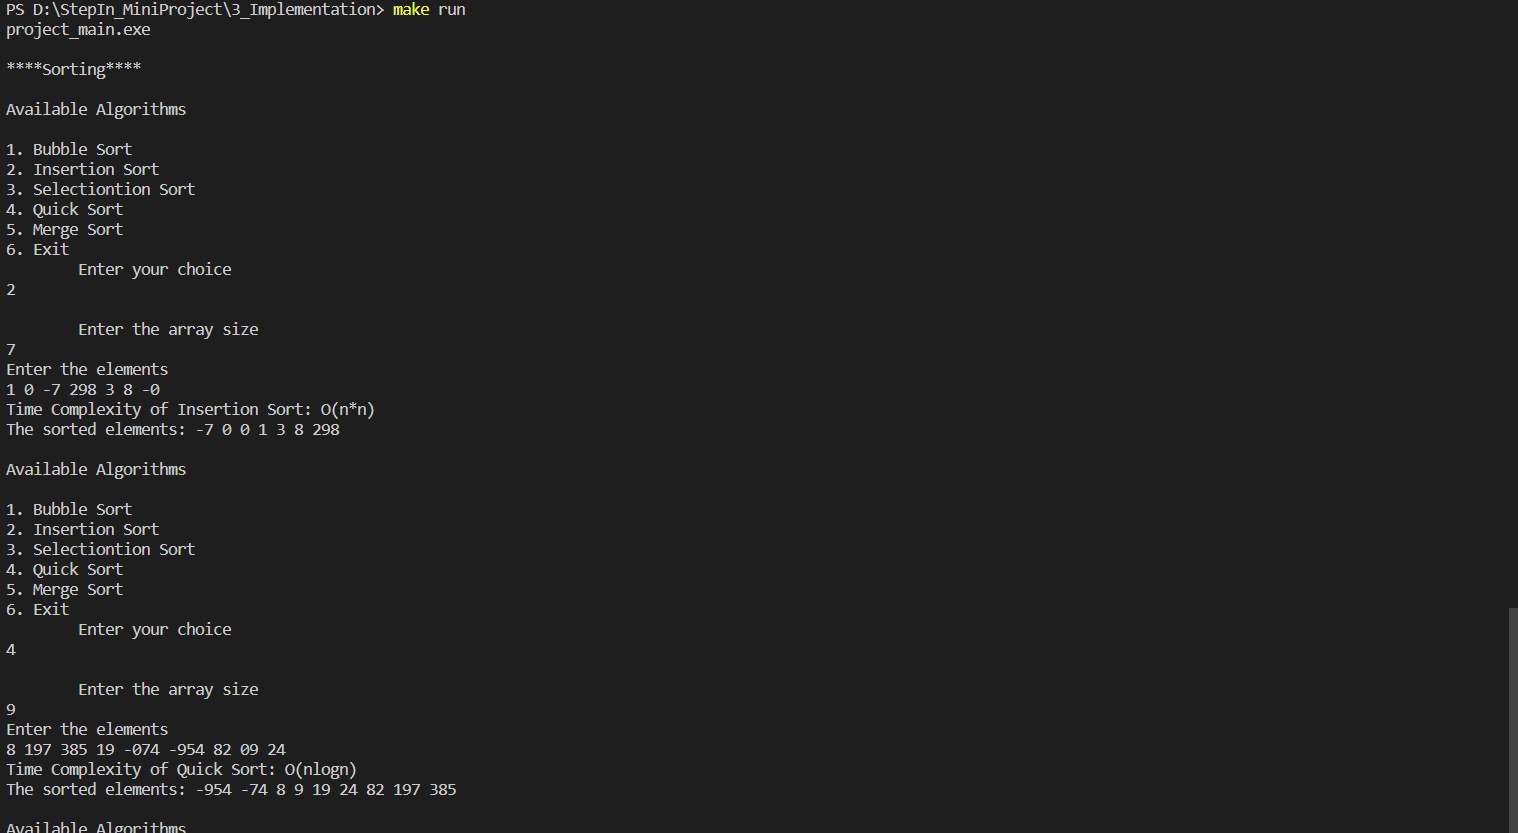 PS D:\StepIn_MiniProject\3_Implementation> make run
project_main.exe
****Sorting****
Available Algorithms
1. Bubble Sort
2. Insertion Sort
3. Selectiontion Sort
4. Quick Sort
5. Merge Sort
6. Exit
Enter your choice
2
Enter the array size
7
Enter the elements
1 0 -7 298 3 8 -0
Time Complexity of Insertion Sort: O(n*n)
The sorted elements: -7 0 0 1 3 8 298
Available Algorithms
1. Bubble Sort
2. Insertion Sort
3. Selectiontion Sort
4. Quick Sort
5. Merge Sort
6. Exit
Enter your choice
4
Enter the array size
9
Enter the elements
8 197 385 19 -074 -954 82 09 24
Time Complexity of Quick Sort: O(nlogn)
The sorted elements: -954 -74 8 9 19 24 82 197 385
Available Algorithms